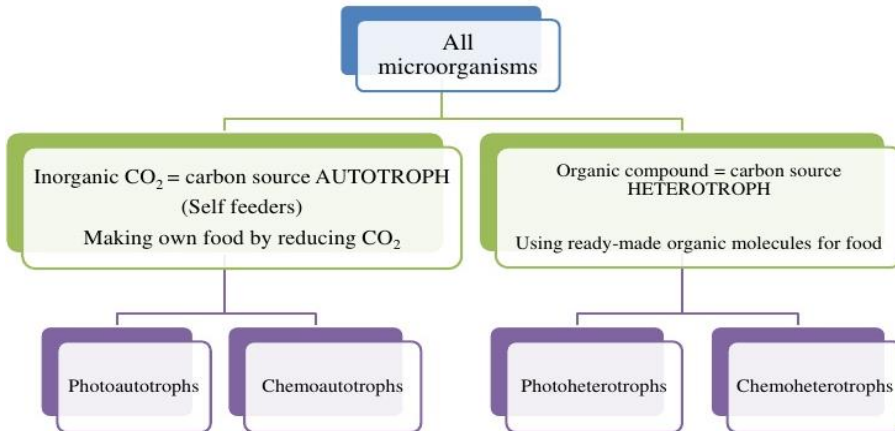 All
microorganisms
Inorganic CO₂ = carbon source AUTOTROPH
(Self feeders)
Making own food by reducing CO₂
Organic compound = carbon source
HETEROTROPH
Using ready-made organic molecules for food
Photoautotrophs
Chemoautotrophs
Photoheterotrophs
Chemoheterotrophs